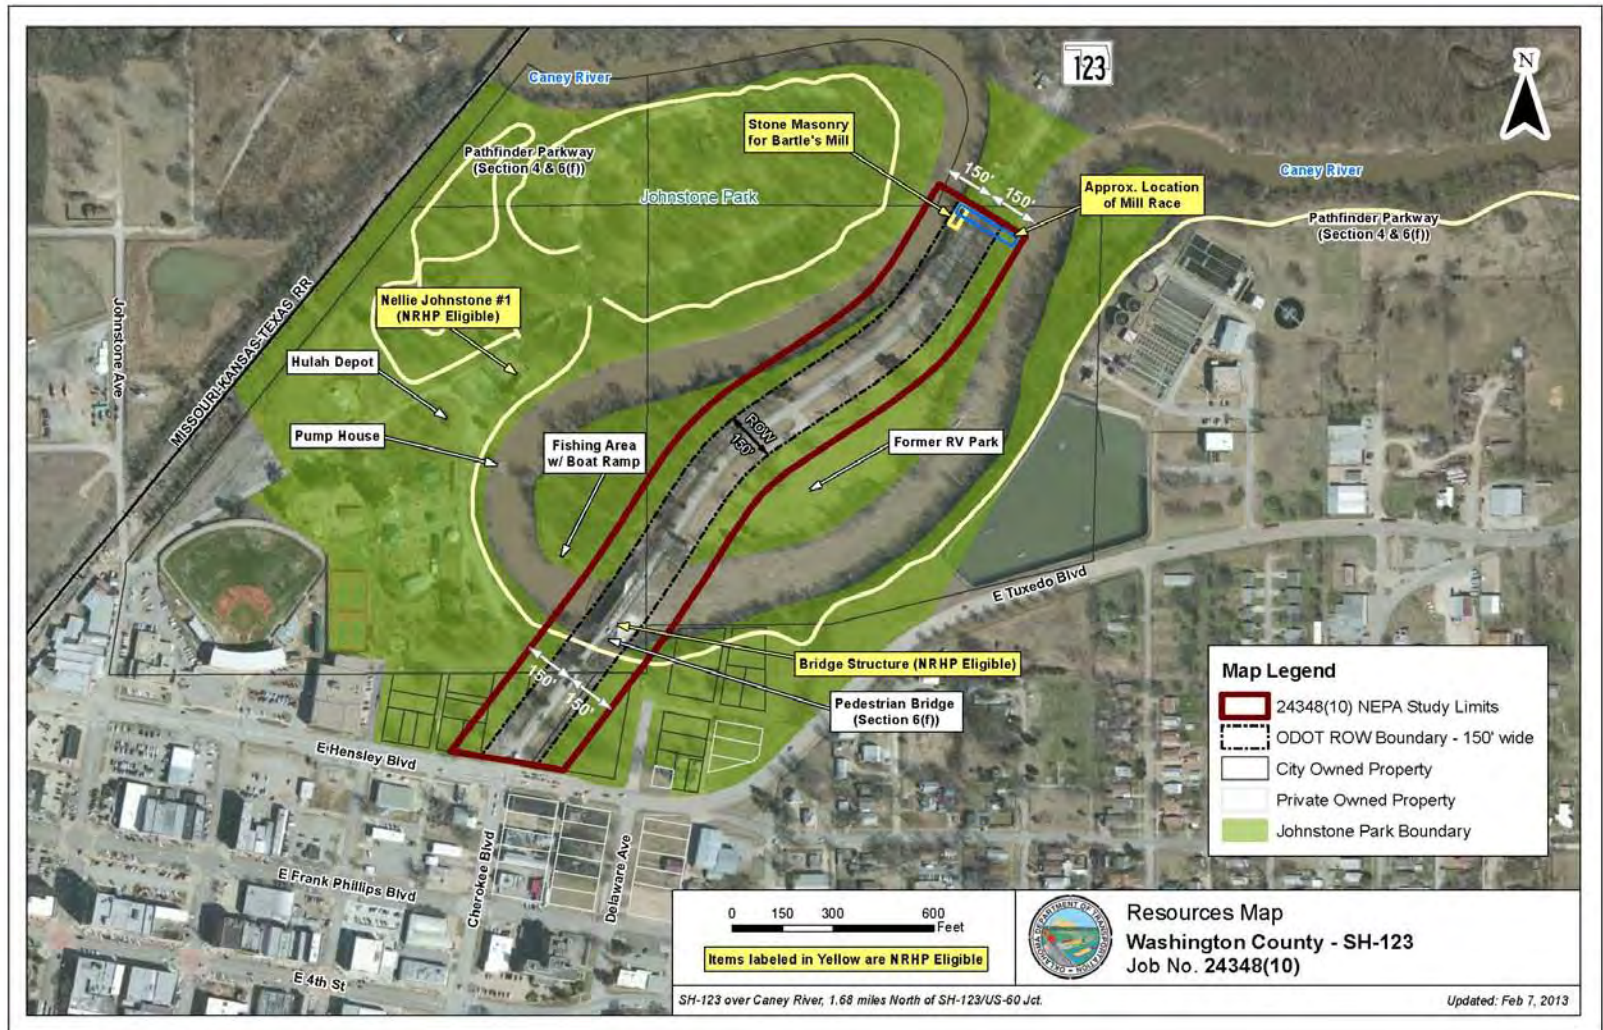 Caney River
123
N
Stone Masonry
for Bartle's Mill
Pathfinder Parkway
(Section 4 & 6(f))
150'
150'
Caney River
Johnstone Park
Approx. Location
of Mill Race
Pathfinder Parkway
(Section 4 & 6(f))
Johnstone Ave
MISSOURI-KANSAS-TEXAS RR
Nellie Johnstone #1
(NRHP Eligible)
Hulah Depot
Pump House
Fishing Area
w/ Boat Ramp
ROW
150'
Former RV Park
E Tuxedo Blvd
Bridge Structure (NRHP Eligible)
150'
150'
Pedestrian Bridge
(Section 6(f))
E Hensley Blvd
Map Legend
24348(10) NEPA Study Limits
ODOT ROW Boundary - 150' wide
City Owned Property
Private Owned Property
Johnstone Park Boundary
E Frank Phillips Blvd
Cherokee Blvd
Delaware Ave
E 4th St
0 150 300 600
Feet
Items labeled in Yellow are NRHP Eligible
OKLAHOMA DEPARTMENT OF TRANSPORTATION
Resources Map
Washington County - SH-123
Job No. 24348(10)
SH-123 over Caney River, 1.68 miles North of SH-123/US-60 Jct.
Updated: Feb 7, 2013